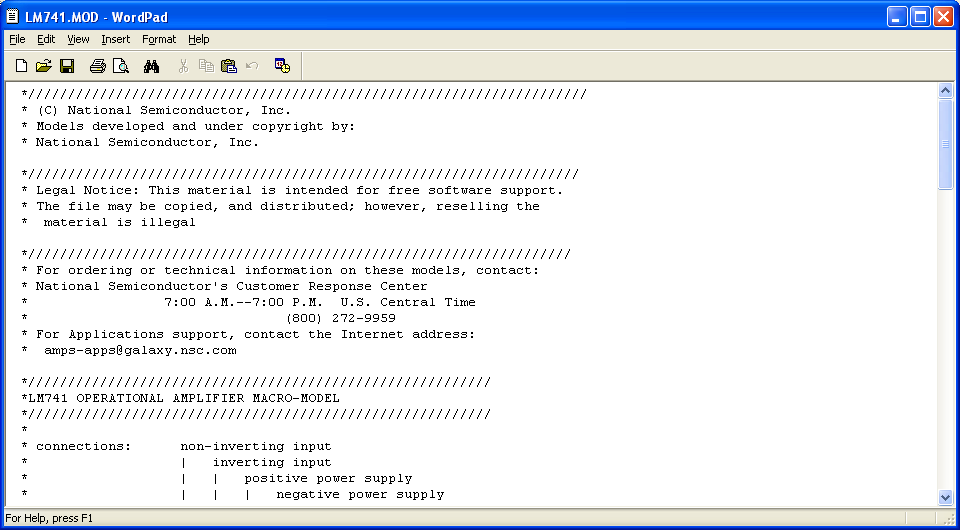 LM741.MOD - WordPad
File Edit View Insert Format Help
*//////////////////////////////////////////////////////////////////////
* (C) National Semiconductor, Inc.
* Models developed and under copyright by:
* National Semiconductor, Inc.
*/////////////////////////////////////////////////////////////////////
* Legal Notice: This material is intended for free software support.
* The file may be copied, and distributed; however, reselling the
*  material is illegal
*////////////////////////////////////////////////////////////////////
* For ordering or technical information on these models, contact:
* National Semiconductor's Customer Response Center
*                 7:00 A.M.--7:00 P.M.  U.S. Central Time
*                                (800) 272-9959
* For Applications support, contact the Internet address:
*  amps-apps@galaxy.nsc.com
*//////////////////////////////////////////////////////////
*LM741 OPERATIONAL AMPLIFIER MACRO-MODEL
*//////////////////////////////////////////////////////////
*
* connections:      non-inverting input
*                   |   inverting input
*                   |   |   positive power supply
*                   |   |   |   negative power supply
For Help, press F1